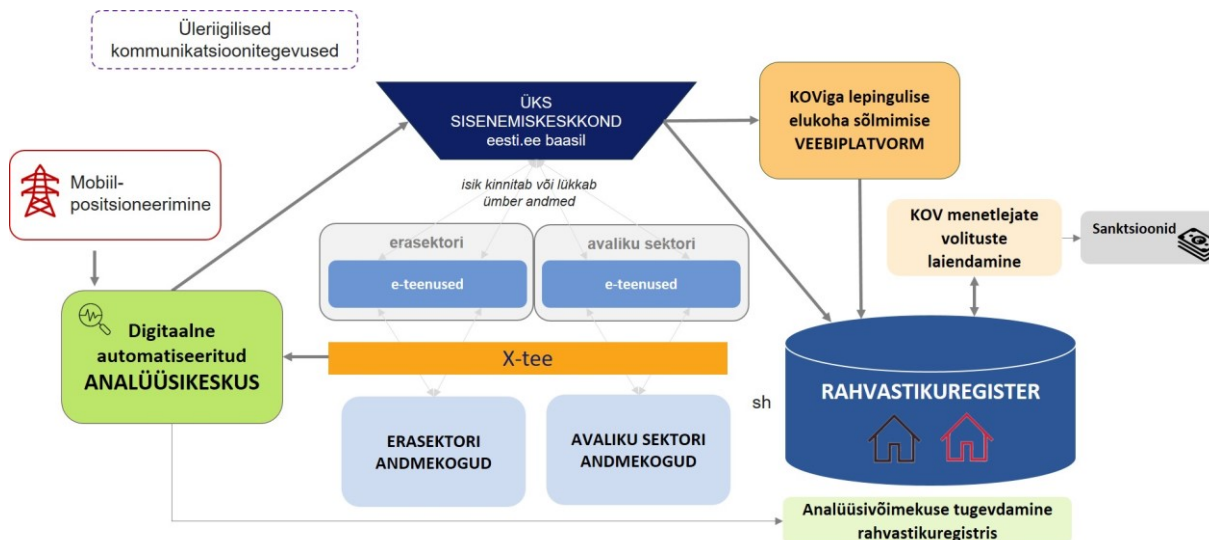 Üleriigilised
kommunikatsioonitegevused
ÜKS
SISENEMISKESKKOND
eesti.ee baasil
KOViga lepingulise
elukoha sõlmimise
VEEBIPLATVORM
Mobiil-
positsioneerimine
isik kinnitab või lükkab
ümber andmed
KOV menetlejate
volituste
laiendamine
Sanktsioonid
erasektori
avaliku sektori
e-teenused
e-teenused
Digitaalne
automatiseeritud
ANALÜÜSIKESKUS
X-tee
sh
RAHVASTIKUREGISTER
ERASEKTORI
ANDMEKOGUD
AVALIKU SEKTORI
ANDMEKOGUD
Analüüsivõimekuse tugevdamine
rahvastikuregistris